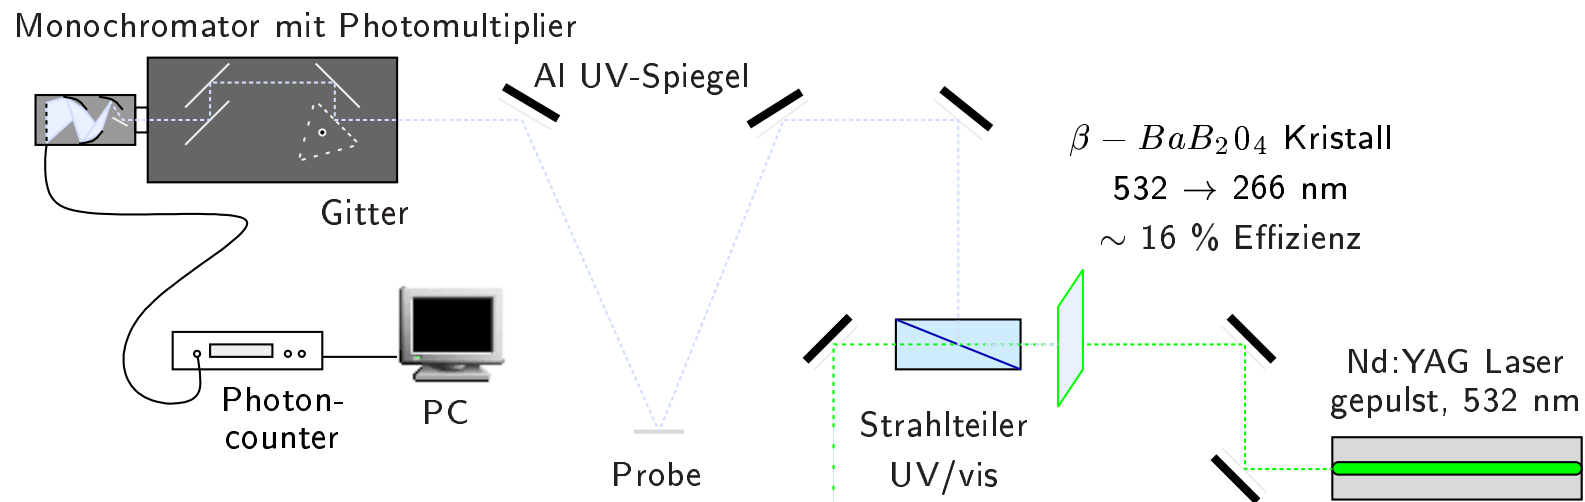 Monochromator mit Photomultiplier
Al UV-Spiegel
β − BaB₂0₄ Kristall
532 → 266 nm
∼ 16 % Effizienz
Gitter
Nd:YAG Laser
gepulst, 532 nm
Photon-
counter
PC
Strahlteiler
UV/vis
Probe